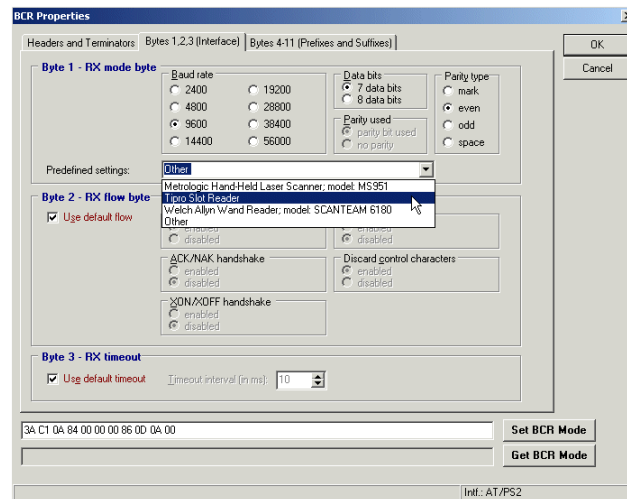 BCR Properties
Headers and Terminators
Bytes 1,2,3 (Interface)
Bytes 4-11 (Prefixes and Suffixes)
OK
Cancel
Byte 1 - RX mode byte
Baud rate
2400
19200
4800
28800
9600
38400
14400
56000
Data bits
7 data bits
8 data bits
Parity used
parity bit used
no parity
Parity type
mark
even
odd
space
Predefined settings:
Other
Metrologic Hand-Held Laser Scanner; model: MS951
Tipro Slot Reader
Welch Allyn Wand Reader; model: SCANTEAM 6180
Other
Byte 2 - RX flow byte
Use default flow
enabled
disabled
enabled
disabled
ACK/NAK handshake
enabled
disabled
Discard control characters
enabled
disabled
XON/XOFF handshake
enabled
disabled
Byte 3 - RX timeout
Use default timeout
Timeout interval (in ms):
10
3A C1 0A 84 00 00 00 86 0D 0A 00
Set BCR Mode
Get BCR Mode
Intf.: AT/PS2